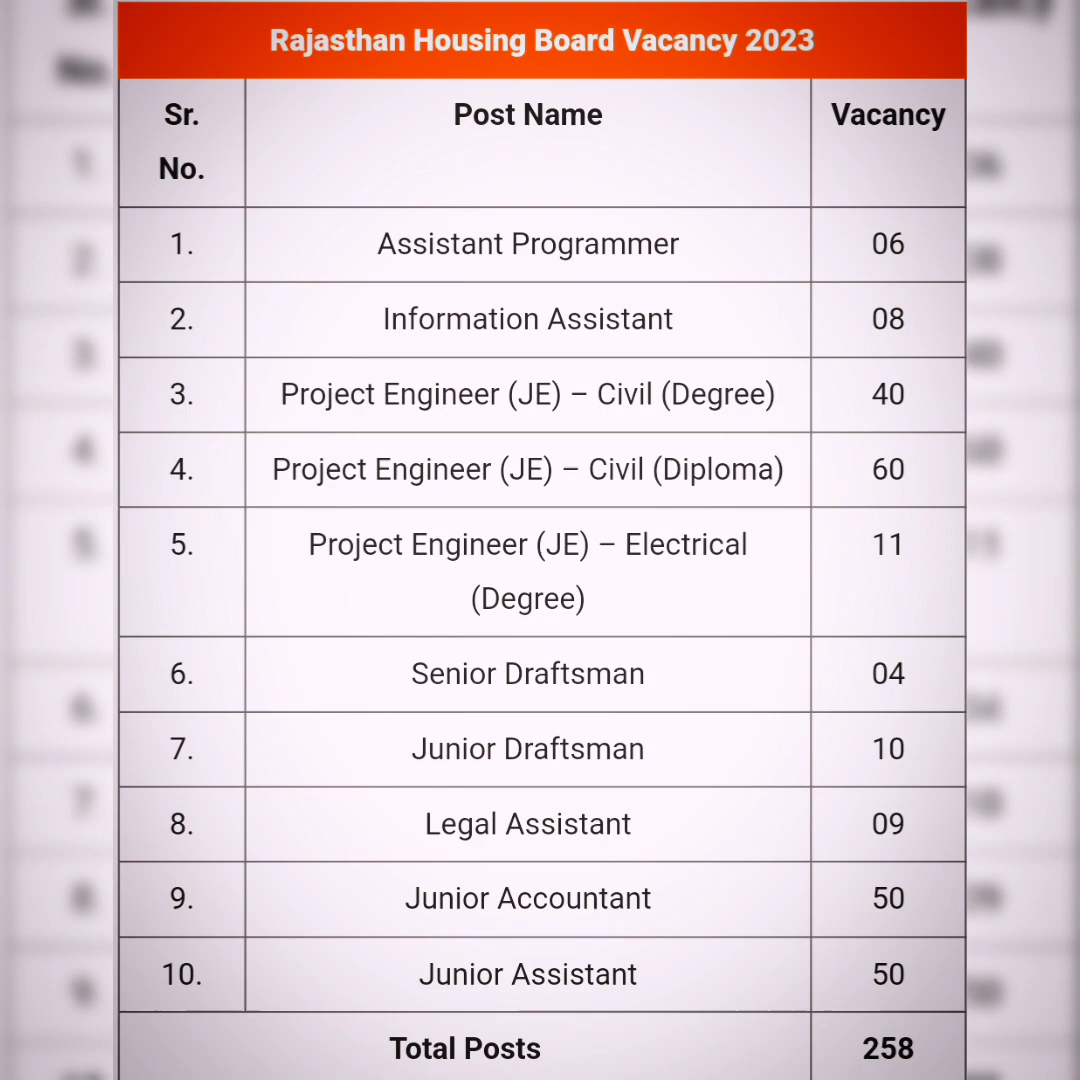 Rajasthan Housing Board Vacancy 2023
Sr. No. Post Name Vacancy
1. Assistant Programmer 06
2. Information Assistant 08
3. Project Engineer (JE) – Civil (Degree) 40
4. Project Engineer (JE) – Civil (Diploma) 60
5. Project Engineer (JE) – Electrical (Degree) 11
6. Senior Draftsman 04
7. Junior Draftsman 10
8. Legal Assistant 09
9. Junior Accountant 50
10. Junior Assistant 50
Total Posts 258